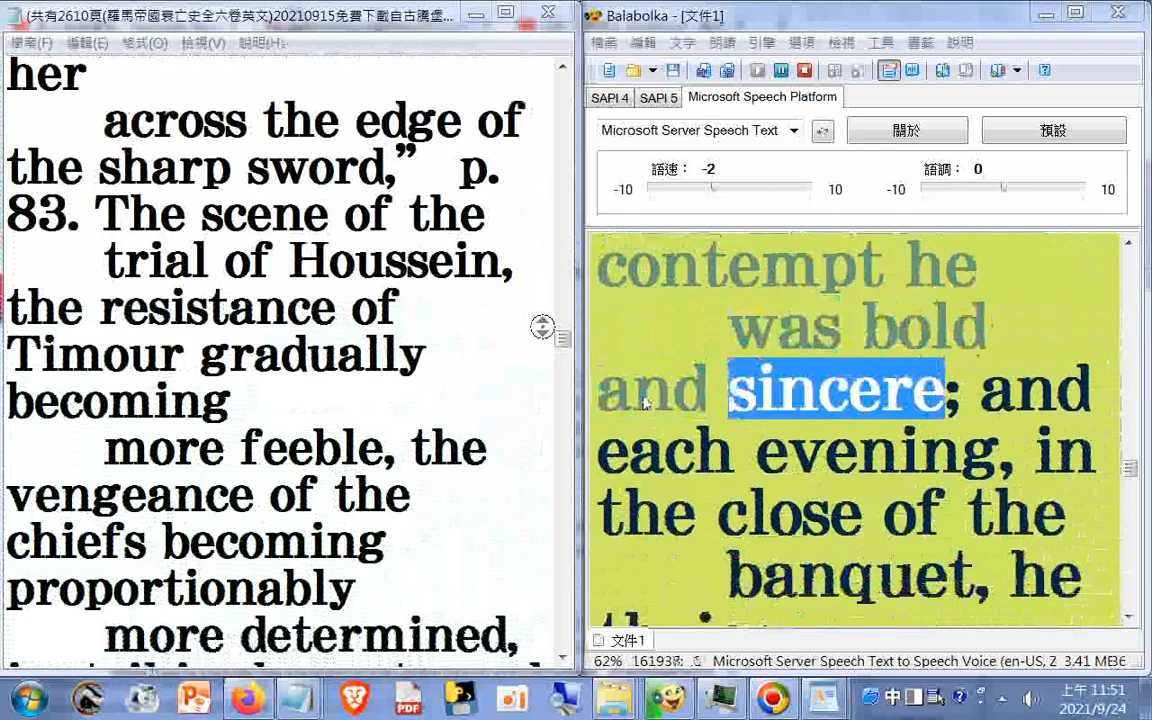 (共有2610頁(羅馬帝國衰亡史全六卷英文)20210915免費下載自古騰堡...
檔案(F) 編輯(E) 格式(O) 檢視(V) 說明(H)
her
across the edge of
the sharp sword,” p.
83. The scene of the
trial of Houssein,
the resistance of
Timour gradually
becoming
more feeble, the
vengeance of the
chiefs becoming
proportionably
more determined,
Balabolka - [文件1]
檔案 編輯 文字 朗讀 引擎 選項 檢視 工具 書籤 說明
SAPI 4 SAPI 5 Microsoft Speech Platform
Microsoft Server Speech Text 關於 預設
語速： -2 語調： 0
-10 10 -10 10
contempt he
was bold
and sincere; and
each evening, in
the close of the
banquet, he
文件1
62% Microsoft Server Speech Text to Speech Voice (en-US, Z 3.41 MB
中
上午 11:51
2021/9/24